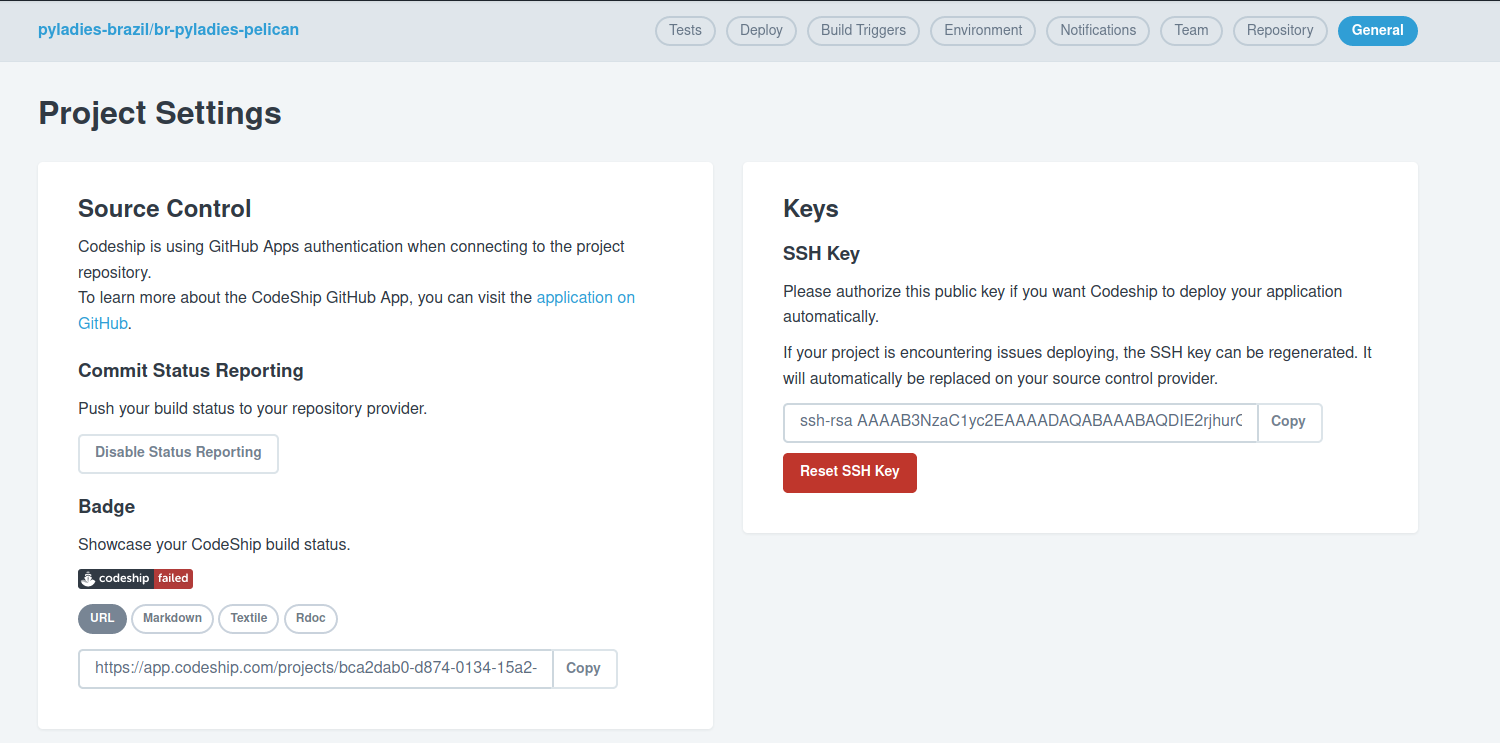 pyladies-brazil/br-pyladies-pelican
Tests Deploy Build Triggers Environment Notifications Team Repository General
Project Settings
Source Control
Codeship is using GitHub Apps authentication when connecting to the project
repository.
To learn more about the CodeShip GitHub App, you can visit the application on
GitHub.
Commit Status Reporting
Push your build status to your repository provider.
Disable Status Reporting
Badge
Showcase your CodeShip build status.
codeship failed
URL Markdown Textile Rdoc
https://app.codeship.com/projects/bca2dab0-d874-0134-15a2- Copy
Keys
SSH Key
Please authorize this public key if you want Codeship to deploy your application
automatically.
If your project is encountering issues deploying, the SSH key can be regenerated. It
will automatically be replaced on your source control provider.
ssh-rsa AAAAB3NzaC1yc2EAAAADAQABAAABAQDIE2rjhur Copy
Reset SSH Key